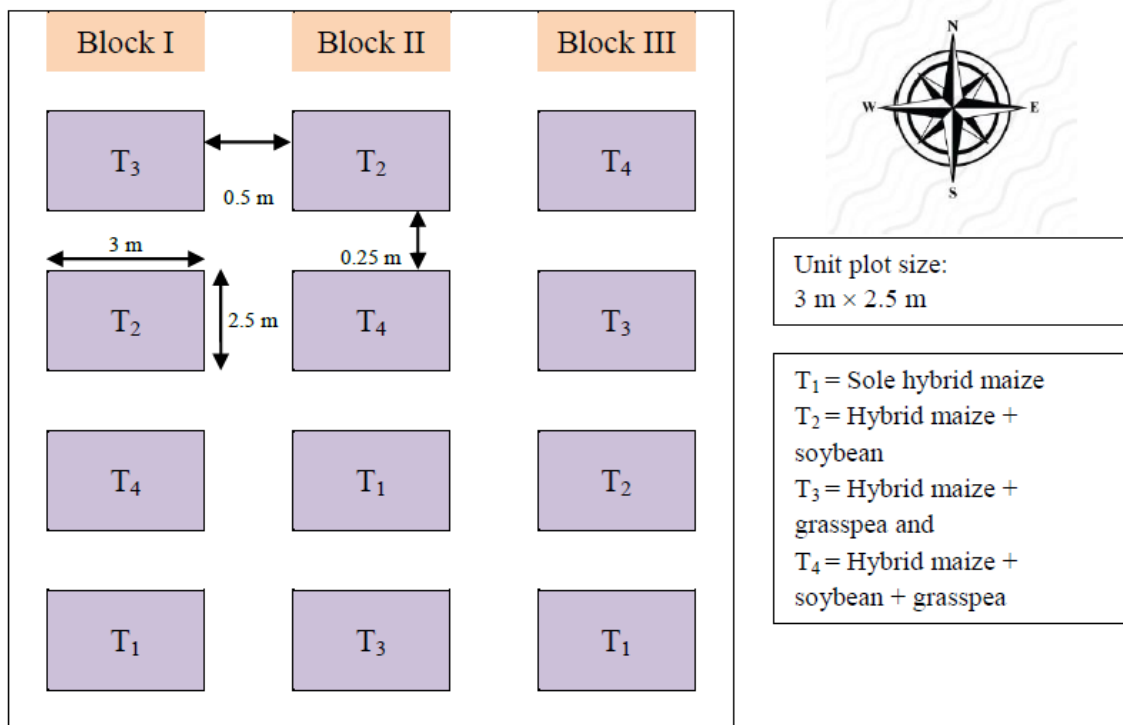 Block I
Block II
Block III
N
W
E
S
T₃
T₂
T₄
0.5 m
3 m
0.25 m
T₂
2.5 m
T₄
T₃
T₄
T₁
T₂
T₁
T₃
T₁
Unit plot size:
3 m × 2.5 m
T₁ = Sole hybrid maize
T₂ = Hybrid maize +
soybean
T₃ = Hybrid maize +
grasspea and
T₄ = Hybrid maize +
soybean + grasspea